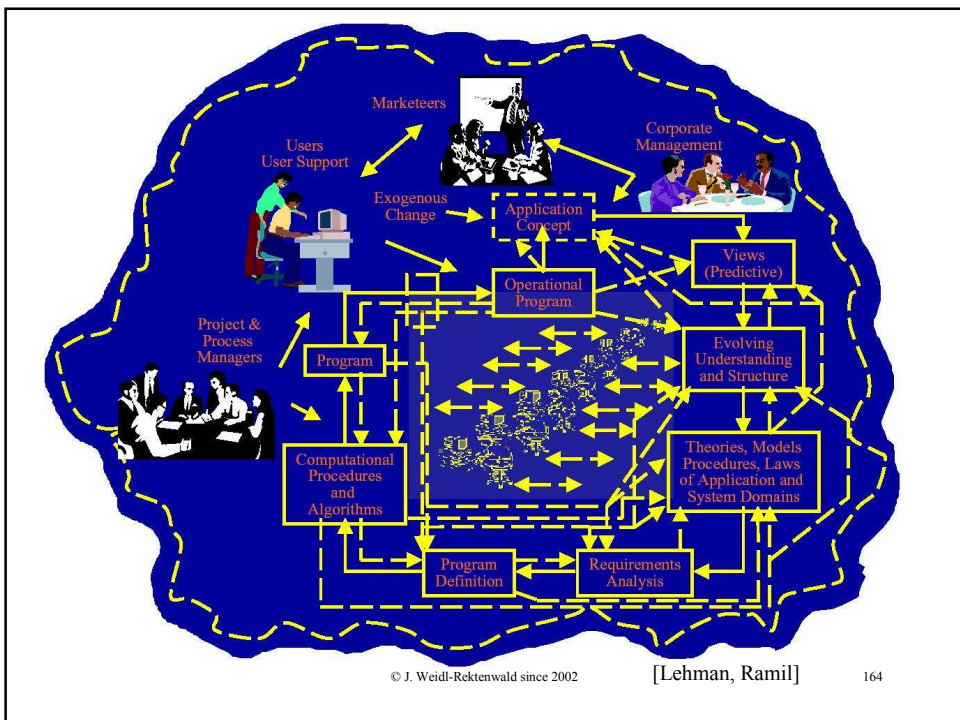 Marketeers
Corporate
Management
Users
User Support
Exogenous
Change
Application
Concept
Views
(Predictive)
Operational
Program
Project &
Process
Managers
Program
Evolving
Understanding
and Structure
Computational
Procedures
and
Algorithms
Theories, Models
Procedures, Laws
of Application and
System Domains
Program
Definition
Requirements
Analysis
© J. Weidl-Rektenwald since 2002
[Lehman, Ramil]
164